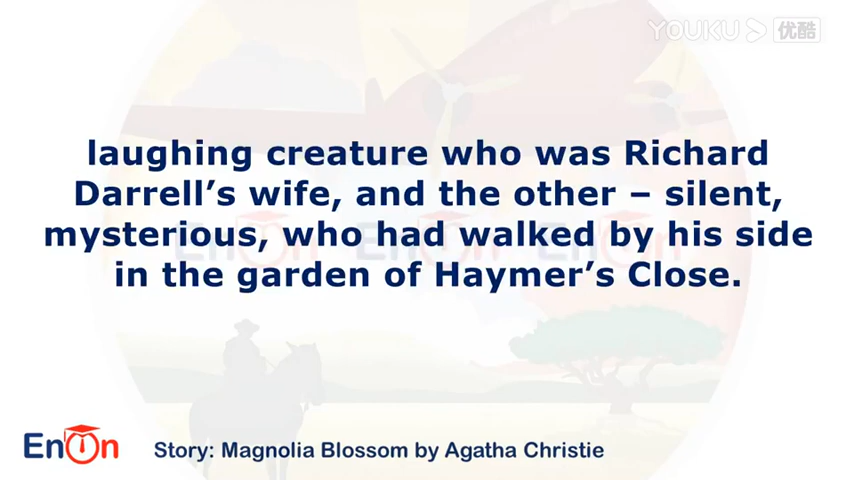 YOUKU 优酷
laughing creature who was Richard
Darrell’s wife, and the other – silent,
mysterious, who had walked by his side
in the garden of Haymer’s Close.
EnOn
Story: Magnolia Blossom by Agatha Christie